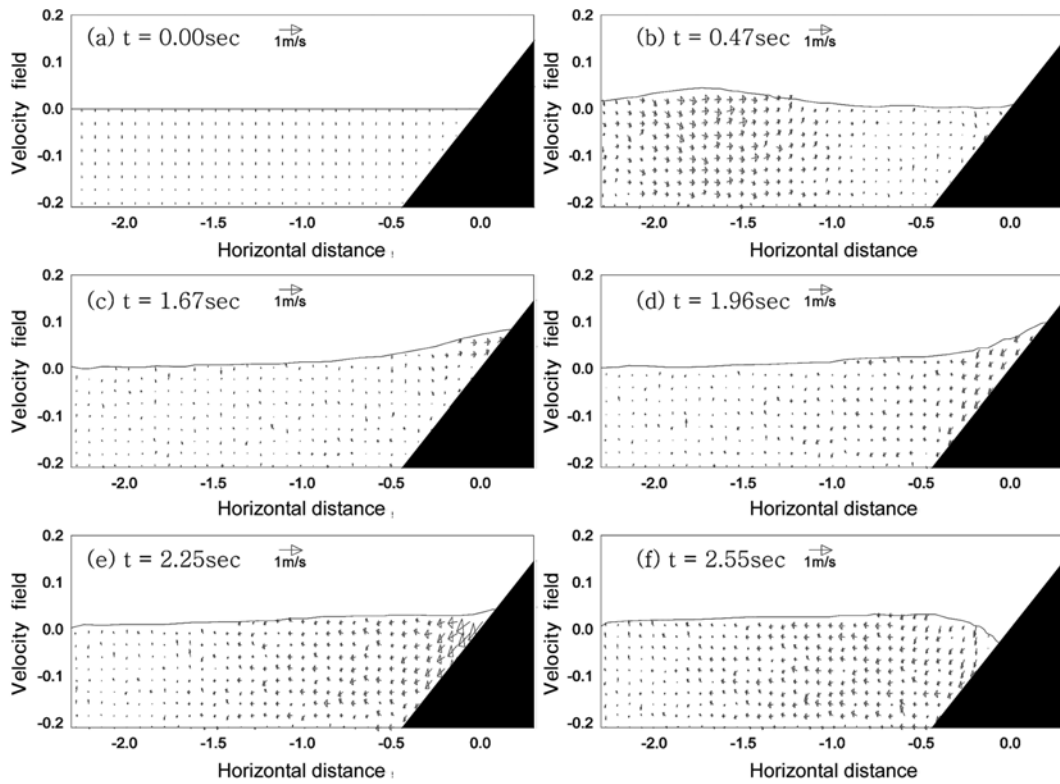 (a) t = 0.00sec
1m/s
Velocity field
0.2
0.1
0.0
-0.1
-0.2
-2.0 -1.5 -1.0 -0.5 0.0
Horizontal distance
(b) t = 0.47sec
1m/s
Velocity field
0.2
0.1
0.0
-0.1
-0.2
-2.0 -1.5 -1.0 -0.5 0.0
Horizontal distance
(c) t = 1.67sec
1m/s
Velocity field
0.2
0.1
0.0
-0.1
-0.2
-2.0 -1.5 -1.0 -0.5 0.0
Horizontal distance
(d) t = 1.96sec
1m/s
Velocity field
0.2
0.1
0.0
-0.1
-0.2
-2.0 -1.5 -1.0 -0.5 0.0
Horizontal distance
(e) t = 2.25sec
1m/s
Velocity field
0.2
0.1
0.0
-0.1
-0.2
-2.0 -1.5 -1.0 -0.5 0.0
Horizontal distance
(f) t = 2.55sec
1m/s
Velocity field
0.2
0.1
0.0
-0.1
-0.2
-2.0 -1.5 -1.0 -0.5 0.0
Horizontal distance